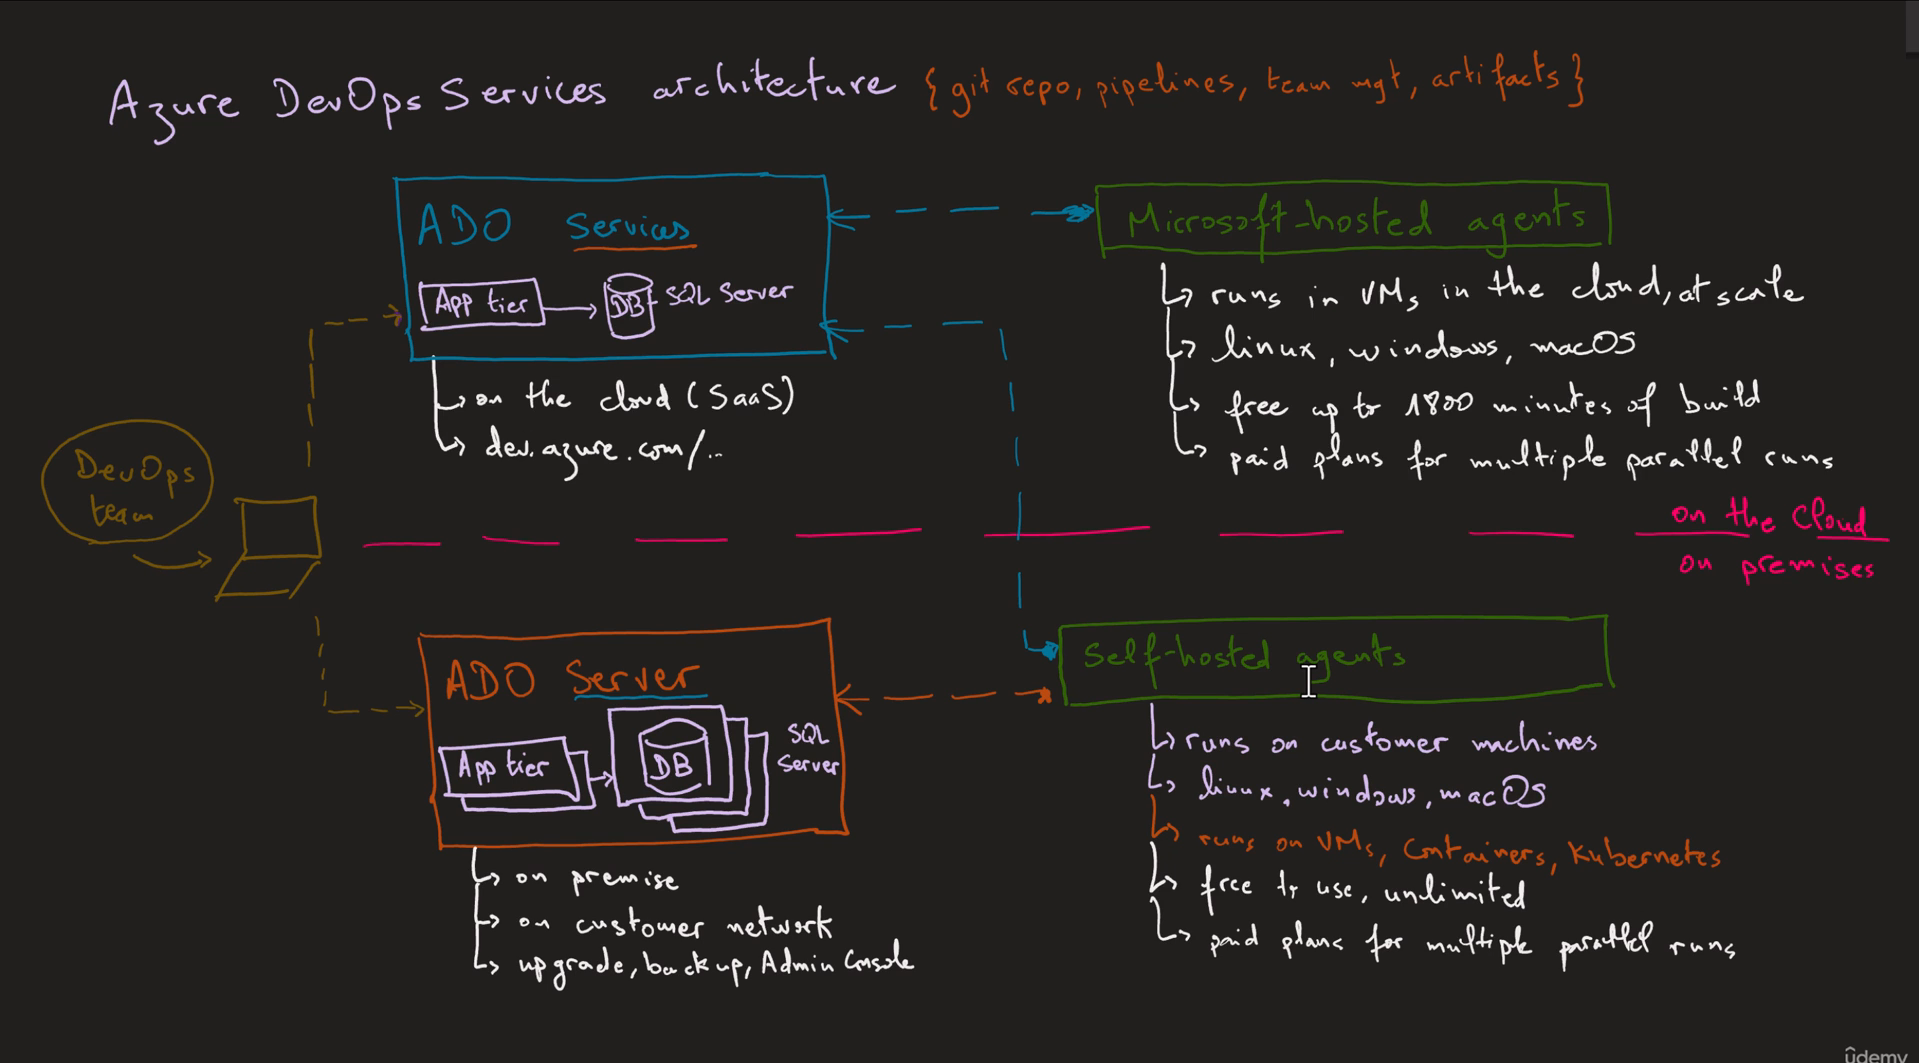 Azure DevOps Services architecture {git repo, pipelines, team mgt, artifacts}
ADO Services
App tier
DB
SQL Server
on the cloud (SaaS)
dev.azure.com/..
Microsoft-hosted agents
runs in VMs in the cloud, at scale
linux, windows, macOS
free up to 1800 minutes of build
paid plans for multiple parallel runs
DevOps
team
on the Cloud
on premises
ADO Server
App tier
DB
SQL
Server
on premise
on customer network
upgrade, backup, Admin Console
Self-hosted agents
runs on customer machines
linux, windows, macOS
runs on VMs, Containers, Kubernetes
free to use, unlimited
paid plans for multiple parallel runs
ûdemy